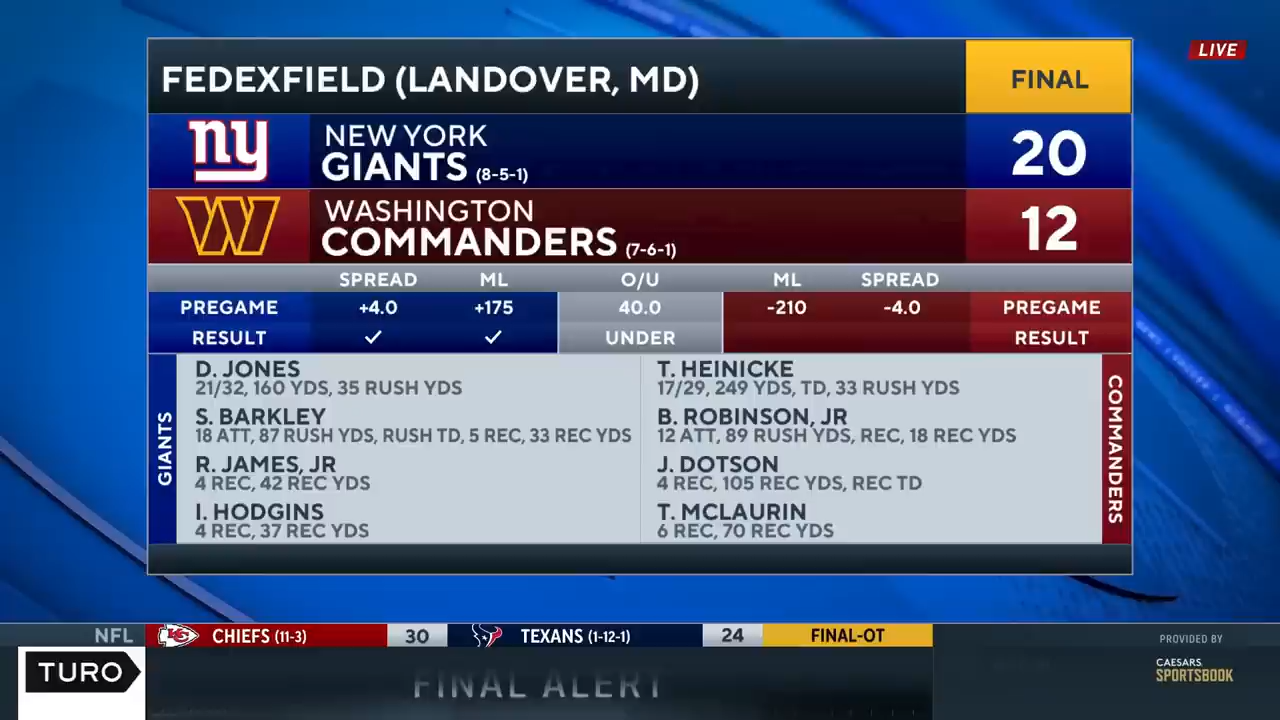 LIVE
FEDEXFIELD (LANDOVER, MD) FINAL
ny NEW YORK
GIANTS (8-5-1) 20
W WASHINGTON
COMMANDERS (7-6-1) 12
SPREAD ML O/U ML SPREAD
PREGAME +4.0 +175 40.0 -210 -4.0 PREGAME
RESULT ✓ ✓ UNDER RESULT
GIANTS
D. JONES
21/32, 160 YDS, 35 RUSH YDS
S. BARKLEY
18 ATT, 87 RUSH YDS, RUSH TD, 5 REC, 33 REC YDS
R. JAMES, JR
4 REC, 42 REC YDS
I. HODGINS
4 REC, 37 REC YDS
T. HEINICKE
17/29, 249 YDS, TD, 33 RUSH YDS
B. ROBINSON, JR
12 ATT, 89 RUSH YDS, REC, 18 REC YDS
J. DOTSON
4 REC, 105 REC YDS, REC TD
T. MCLAURIN
6 REC, 70 REC YDS
COMMANDERS
NFL KC CHIEFS (11-3) 30 TEXANS (1-12-1) 24 FINAL-OT
TURO
FINAL ALERT
PROVIDED BY
CAESARS
SPORTSBOOK